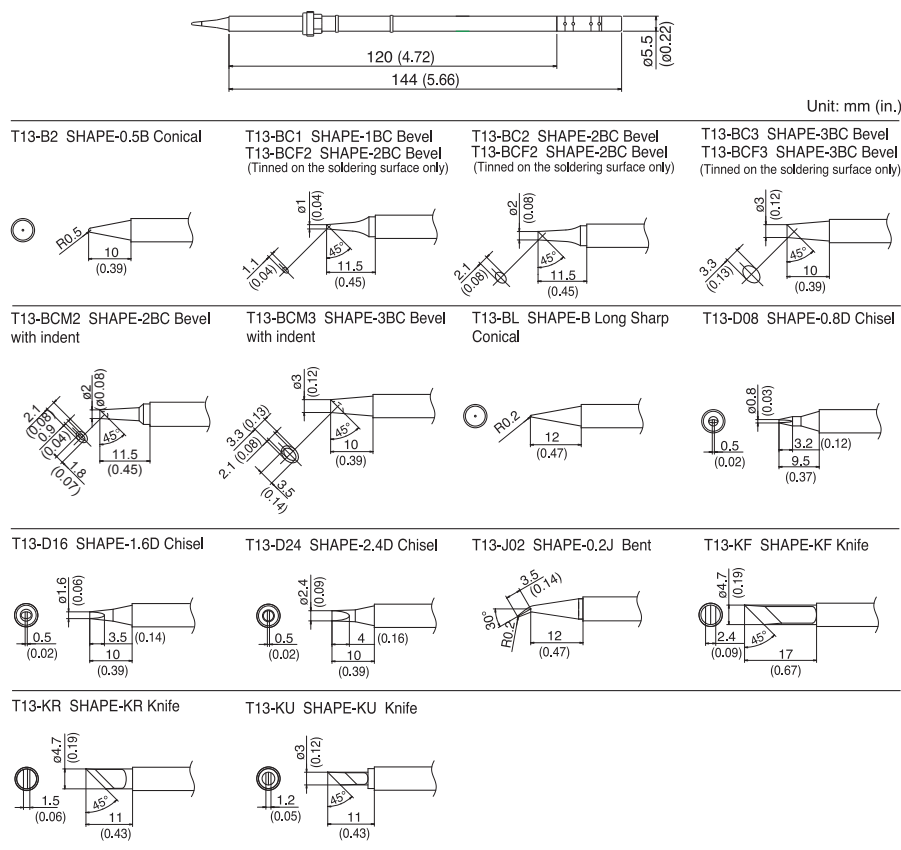 120 (4.72)
144 (5.66)
ø5.5
(ø0.22)
Unit: mm (in.)
T13-B2 SHAPE-0.5B Conical
R0.5
10
(0.39)
T13-BC1 SHAPE-1BC Bevel
T13-BCF2 SHAPE-2BC Bevel
(Tinned on the soldering surface only)
ø1
(0.04)
1.1
(0.04)
45°
11.5
(0.45)
T13-BC2 SHAPE-2BC Bevel
T13-BCF2 SHAPE-2BC Bevel
(Tinned on the soldering surface only)
ø2
(0.08)
2.1
(0.08)
45°
11.5
(0.45)
T13-BC3 SHAPE-3BC Bevel
T13-BCF3 SHAPE-3BC Bevel
(Tinned on the soldering surface only)
ø3
(0.12)
3.3
(0.13)
45°
10
(0.39)
T13-BCM2 SHAPE-2BC Bevel
with indent
ø2
ø0.08)
2.1
(0.08)
0.9
(0.04)
1.8
(0.07)
45°
11.5
(0.45)
T13-BCM3 SHAPE-3BC Bevel
with indent
ø3
(0.12)
3.3 (0.13)
2.1 (0.08)
3.5
(0.14)
45°
10
(0.39)
T13-BL SHAPE-B Long Sharp
Conical
R0.2
12
(0.47)
T13-D08 SHAPE-0.8D Chisel
ø0.8
(0.03)
0.5
(0.02)
3.2 (0.12)
9.5
(0.37)
T13-D16 SHAPE-1.6D Chisel
ø1.6
(0.06)
0.5
(0.02)
3.5 (0.14)
10
(0.39)
T13-D24 SHAPE-2.4D Chisel
ø2.4
(0.09)
0.5
(0.02)
4 (0.16)
10
(0.39)
T13-J02 SHAPE-0.2J Bent
3.5
(0.14)
30°
R0.2
12
(0.47)
T13-KF SHAPE-KF Knife
ø4.7
(0.19)
2.4
(0.09)
45°
17
(0.67)
T13-KR SHAPE-KR Knife
ø4.7
(0.19)
1.5
(0.06)
45°
11
(0.43)
T13-KU SHAPE-KU Knife
ø3
(0.12)
1.2
(0.05)
45°
11
(0.43)